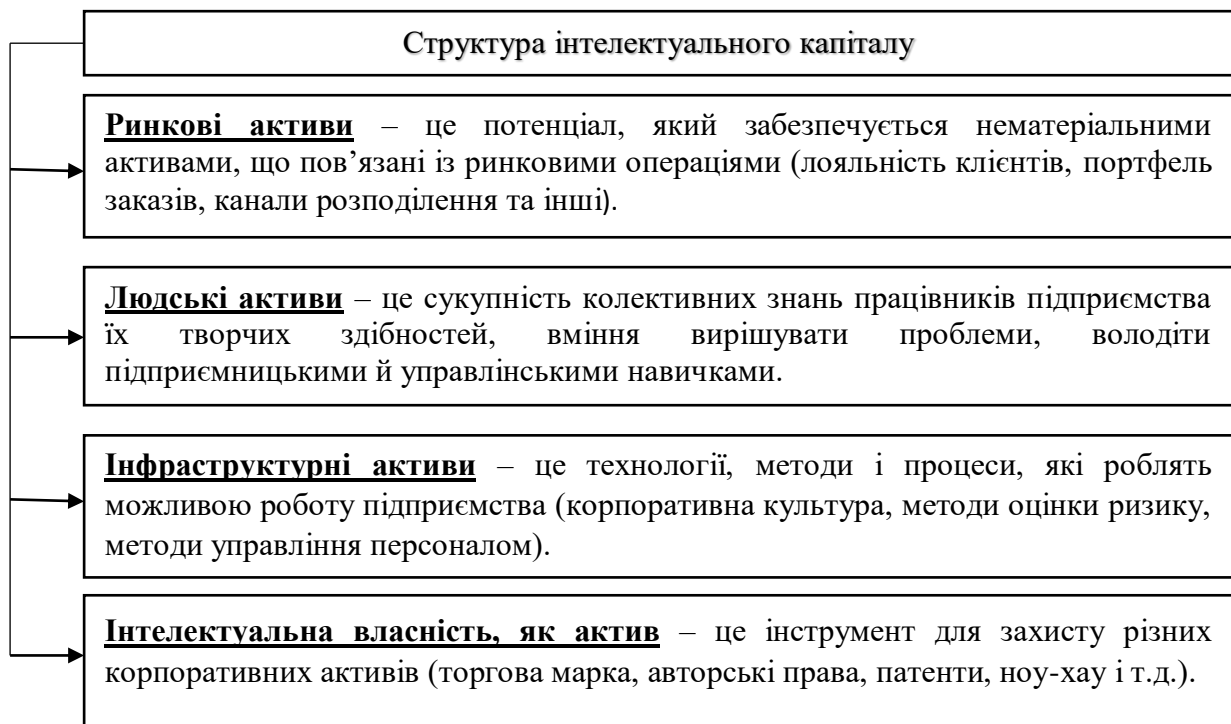 Структура інтелектуального капіталу
Ринкові активи – це потенціал, який забезпечується нематеріальними
активами, що пов’язані із ринковими операціями (лояльність клієнтів, портфель
заказів, канали розподілення та інші).
Людські активи – це сукупність колективних знань працівників підприємства
їх творчих здібностей, вміння вирішувати проблеми, володіти
підприємницькими й управлінськими навичками.
Інфраструктурні активи – це технології, методи і процеси, які роблять
можливою роботу підприємства (корпоративна культура, методи оцінки ризику,
методи управління персоналом).
Інтелектуальна власність, як актив – це інструмент для захисту різних
корпоративних активів (торгова марка, авторські права, патенти, ноу-хау і т.д.).